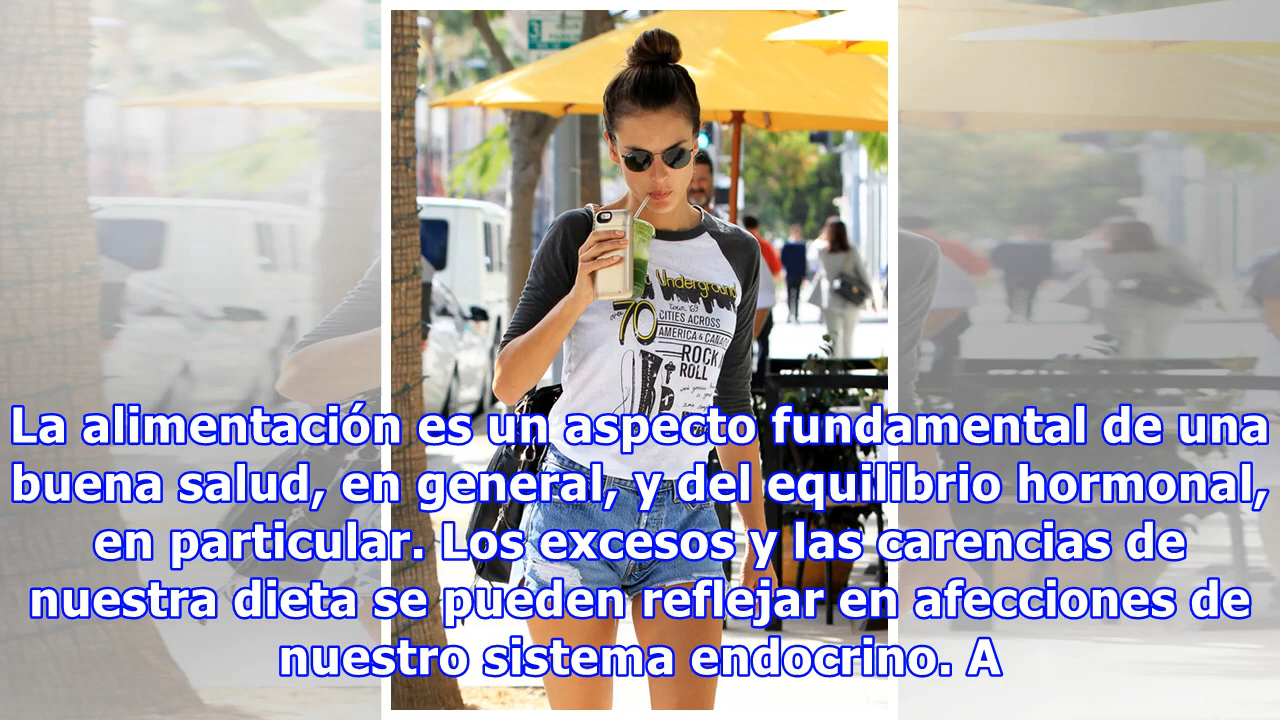 Underground
Tour '69
70
CITIES ACROSS
AMERICA & CANADA
ROCK
ROLL
La alimentación es un aspecto fundamental de una
buena salud, en general, y del equilibrio hormonal,
en particular. Los excesos y las carencias de
nuestra dieta se pueden reflejar en afecciones de
nuestro sistema endocrino. A